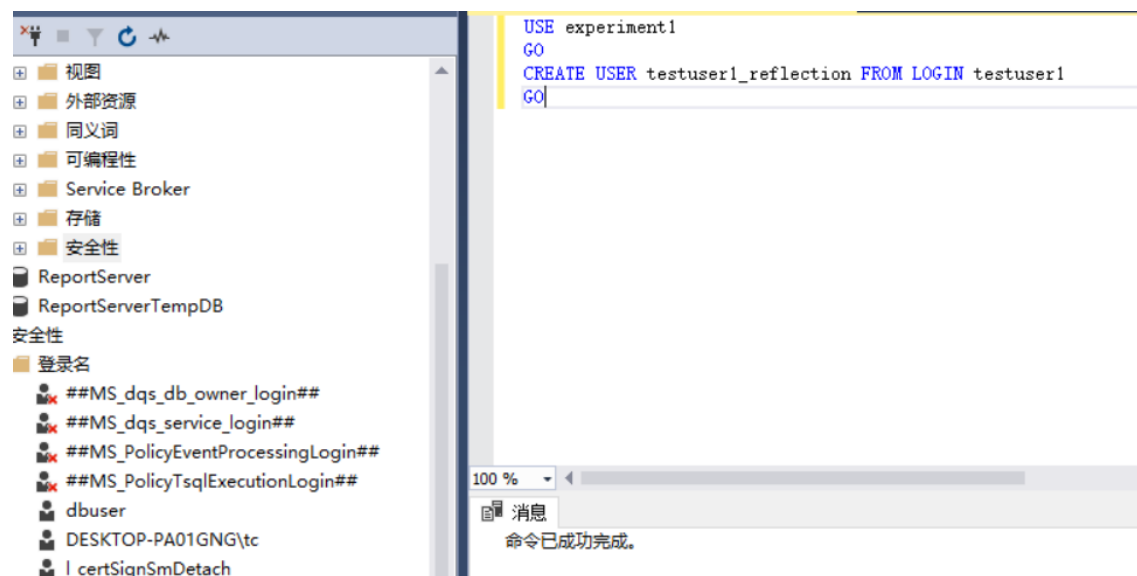 视图
外部资源
同义词
可编程性
Service Broker
存储
安全性
ReportServer
ReportServerTempDB
安全性
登录名
##MS_dqs_db_owner_login##
##MS_dqs_service_login##
##MS_PolicyEventProcessingLogin##
##MS_PolicyTsqlExecutionLogin##
dbuser
DESKTOP-PA01GNG\tc
l certSignSmDetach
USE experiment1
GO
CREATE USER testuser1_reflection FROM LOGIN testuser1
GO
100 %
消息
命令已成功完成。